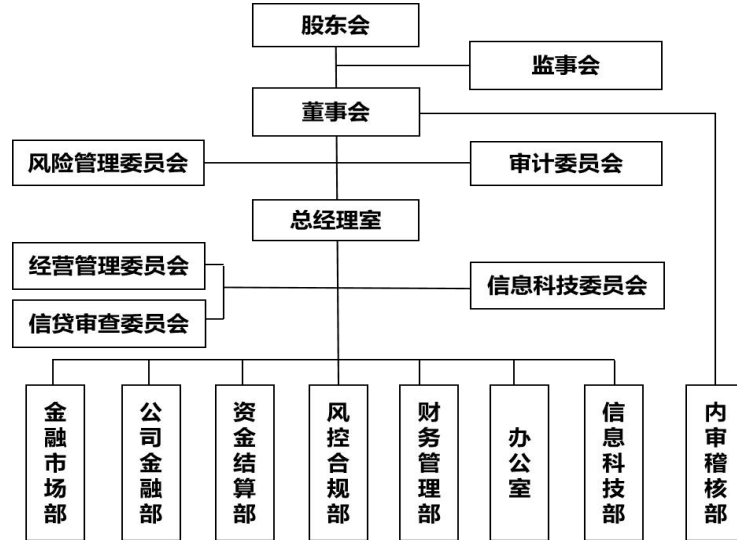 股东会
监事会
董事会
风险管理委员会
审计委员会
总经理室
经营管理委员会
信息科技委员会
信贷审查委员会
金融市场部
公司金融部
资金结算部
风控合规部
财务管理部
办公室
信息科技部
内审稽核部